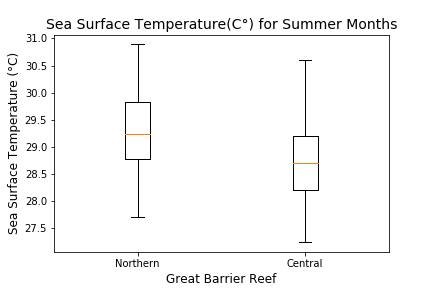 Sea Surface Temperature(C°) for Summer Months
Sea Surface Temperature (°C)
31.0
30.5
30.0
29.5
29.0
28.5
28.0
27.5
Northern
Central
Great Barrier Reef